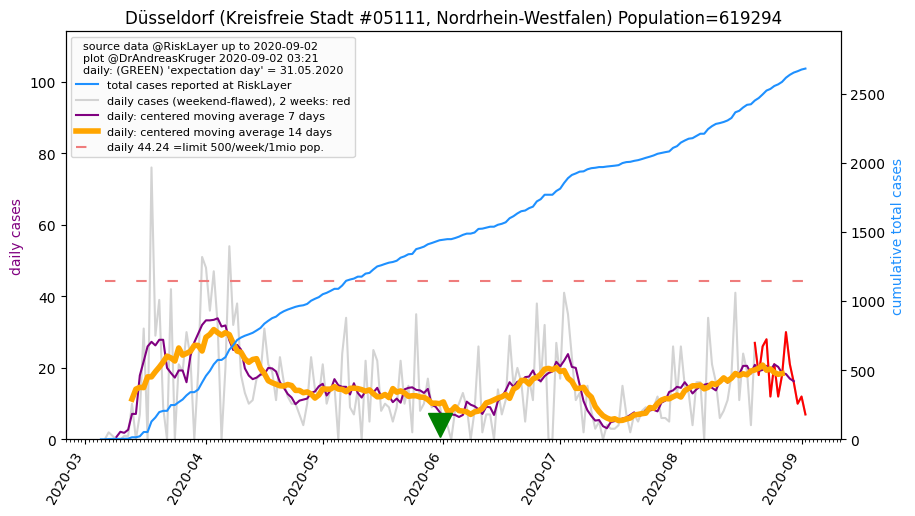 Düsseldorf (Kreisfreie Stadt #05111, Nordrhein-Westfalen) Population=619294
source data @RiskLayer up to 2020-09-02
plot @DrAndreasKruger 2020-09-02 03:21
daily: (GREEN) 'expectation day' = 31.05.2020
total cases reported at RiskLayer
daily cases (weekend-flawed), 2 weeks: red
daily: centered moving average 7 days
daily: centered moving average 14 days
daily 44.24 =limit 500/week/1mio pop.
daily cases
100
80
60
40
20
0
cumulative total cases
2500
2000
1500
1000
500
0
2020-03
2020-04
2020-05
2020-06
2020-07
2020-08
2020-09